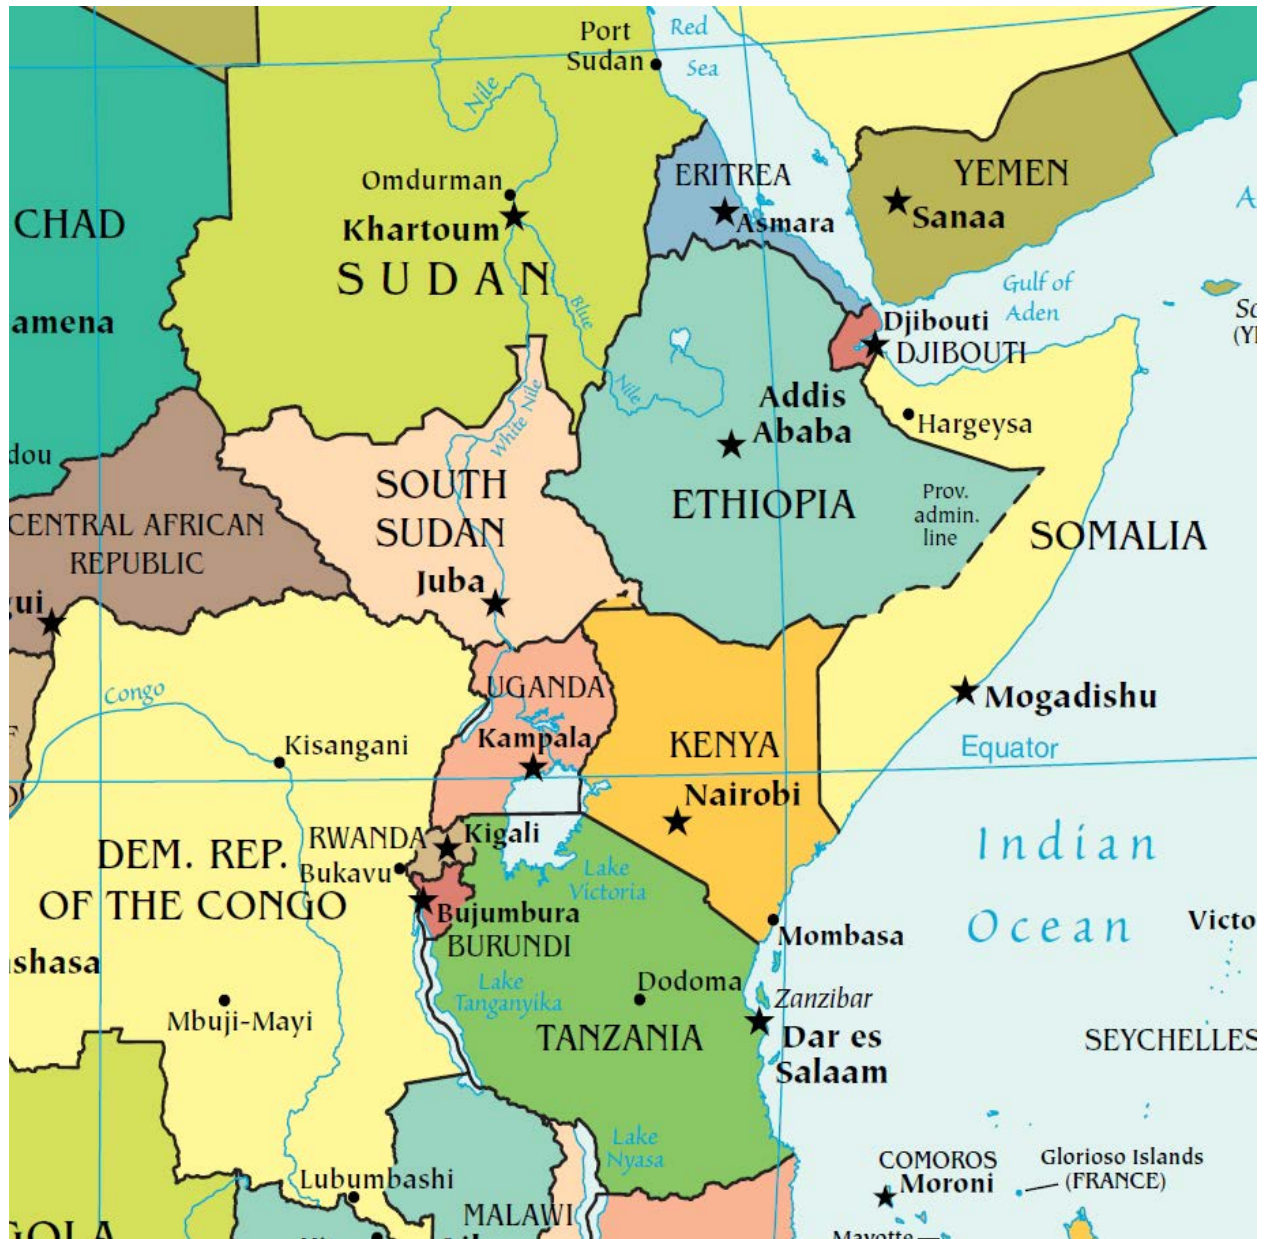 Port
Sudan
Red
Sea
Nile
Omdurman
Khartoum
SUDAN
ERITREA
Asmara
YEMEN
Sanaa
CHAD
amena
Blue
Nile
Gulf of
Aden
Djibouti
DJIBOUTI
White Nile
Addis
Ababa
Hargeysa
dou
SOUTH
SUDAN
Juba
ETHIOPIA
Prov.
admin.
line
SOMALIA
CENTRAL AFRICAN
REPUBLIC
gui
Congo
UGANDA
Kampala
Kisangani
KENYA
Nairobi
Mogadishu
Equator
DEM. REP.
OF THE CONGO
RWANDA
Kigali
Bukavu
Lake
Victoria
Indian
Ocean
Bujumbura
BURUNDI
Mombasa
Victo
shasa
Lake
Tanganyika
Dodoma
Zanzibar
Mbuji-Mayi
TANZANIA
Dar es
Salaam
SEYCHELLES
Lake
Nyasa
Lubumbashi
MALAWI
COMOROS
Moroni
Glorioso Islands
(FRANCE)
GOLA
Mayotte